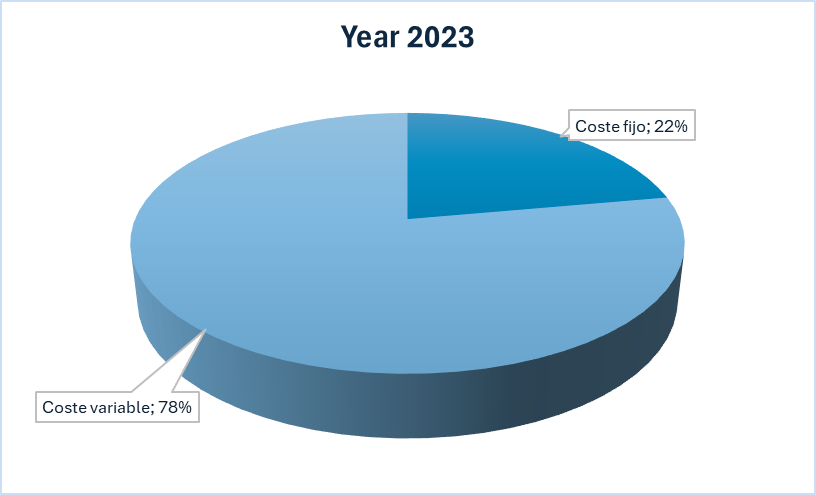 Year 2023
Coste fijo; 22%
Coste variable; 78%